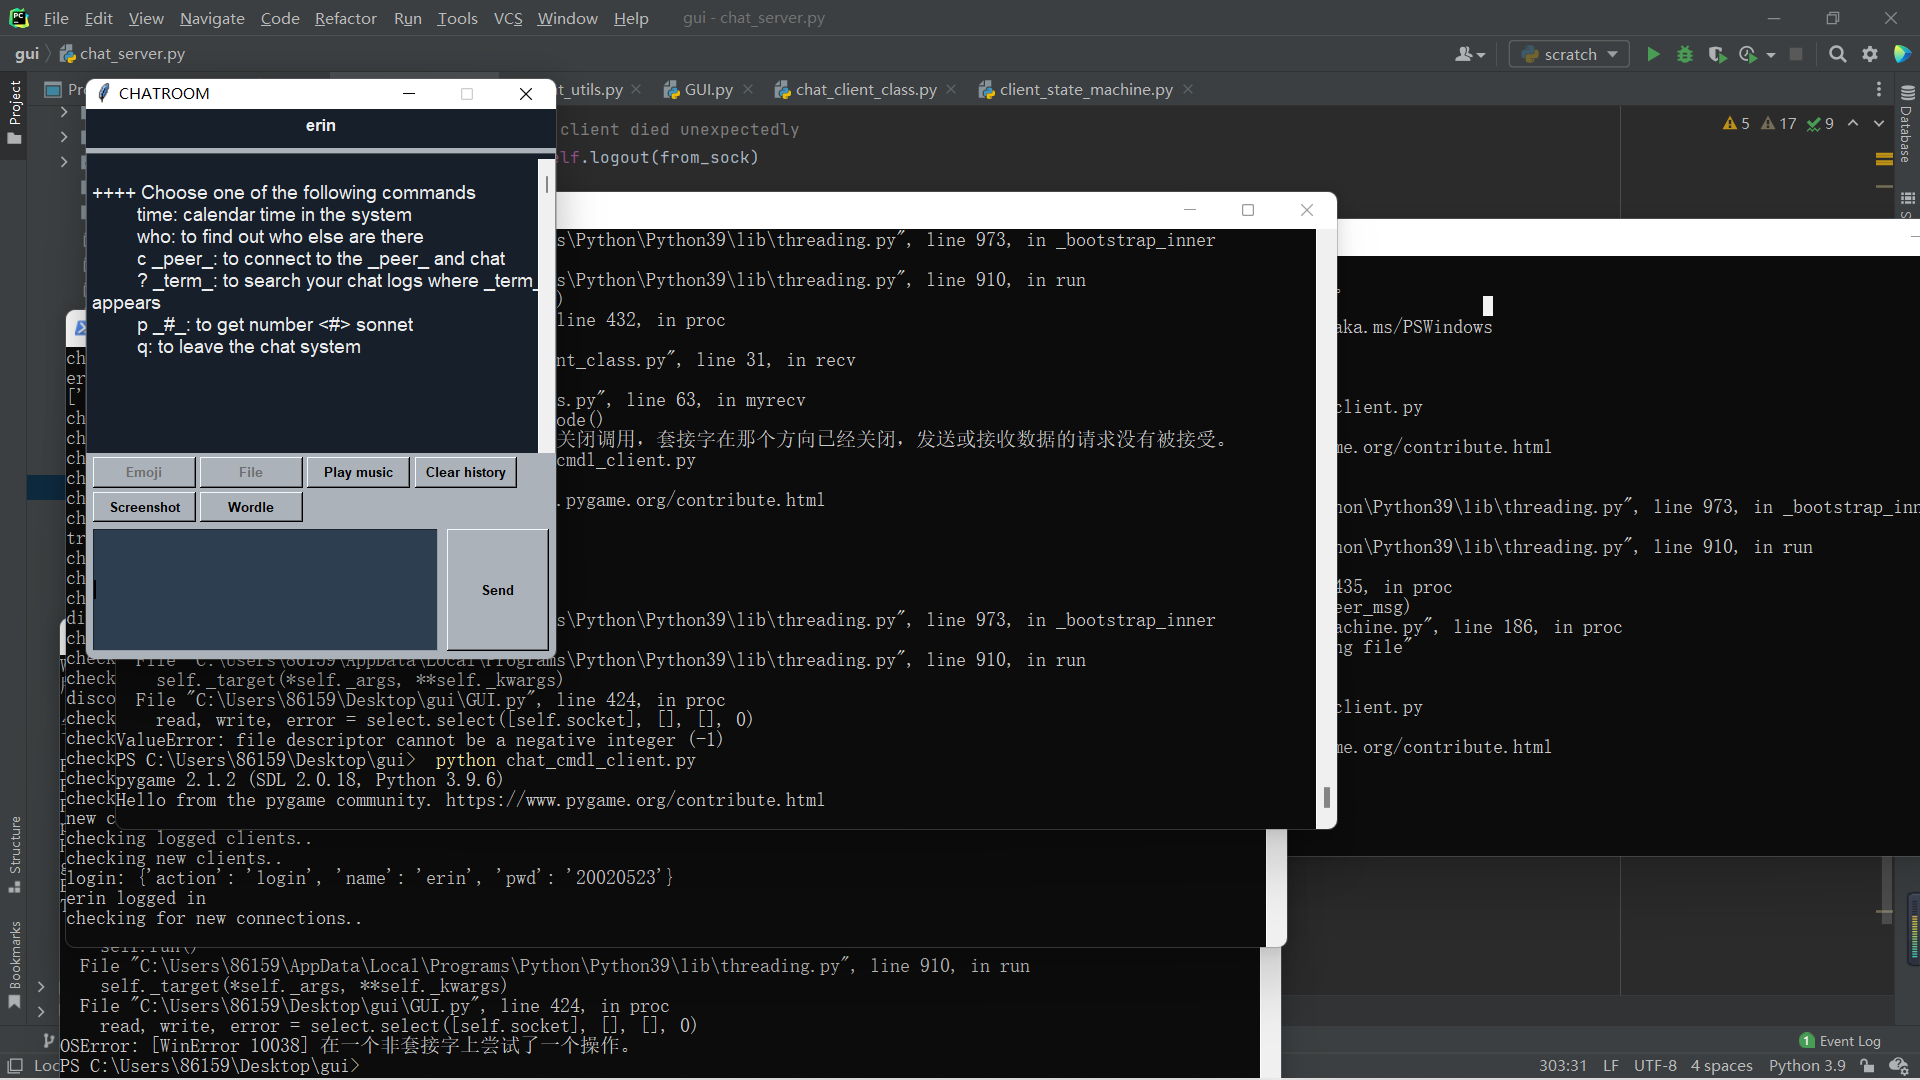 File Edit View Navigate Code Refactor Run Tools VCS Window Help gui - chat_server.py
gui chat_server.py
scratch
Project
t_utils.py GUI.py chat_client_class.py client_state_machine.py
5 17 9
Database
client died unexpectedly
lf.logout(from_sock)
CHATROOM
erin
++++ Choose one of the following commands
time: calendar time in the system
who: to find out who else are there
c _peer_: to connect to the _peer_ and chat
? _term_: to search your chat logs where _term_
appears
p _#_: to get number <#> sonnet
q: to leave the chat system
Emoji File Play music Clear history
Screenshot Wordle
Send
s\Python\Python39\lib\threading.py", line 973, in _bootstrap_inner
s\Python\Python39\lib\threading.py", line 910, in run
)
line 432, in proc
nt_class.py", line 31, in recv
s.py", line 63, in myrecv
ode()
关闭调用，套接字在那个方向已经关闭，发送或接收数据的请求没有被接受。
cmdl_client.py
.pygame.org/contribute.html
s\Python\Python39\lib\threading.py", line 973, in _bootstrap_inner
File "C:\Users\86159\AppData\Local\Programs\Python\Python39\lib\threading.py", line 910, in run
self._target(*self._args, **self._kwargs)
File "C:\Users\86159\Desktop\gui\GUI.py", line 424, in proc
read, write, error = select.select([self.socket], [], [], 0)
ValueError: file descriptor cannot be a negative integer (-1)
PS C:\Users\86159\Desktop\gui> python chat_cmdl_client.py
pygame 2.1.2 (SDL 2.0.18, Python 3.9.6)
Hello from the pygame community. https://www.pygame.org/contribute.html
aka.ms/PSWindows
client.py
me.org/contribute.html
hon\Python39\lib\threading.py", line 973, in _bootstrap_inn
hon\Python39\lib\threading.py", line 910, in run
435, in proc
eer_msg)
achine.py", line 186, in proc
ng file"
client.py
me.org/contribute.html
ch
er
['
ch
ch
ch
ch
ch
ch
tr
ch
ch
ch
di
ch
check
check
disco
check
check
check
check
check
new c
checking logged clients..
checking new clients..
login: {'action': 'login', 'name': 'erin', 'pwd': '20020523'}
erin logged in
checking for new connections..
self.run()
File "C:\Users\86159\AppData\Local\Programs\Python\Python39\lib\threading.py", line 910, in run
self._target(*self._args, **self._kwargs)
File "C:\Users\86159\Desktop\gui\GUI.py", line 424, in proc
read, write, error = select.select([self.socket], [], [], 0)
OSError: [WinError 10038] 在一个非套接字上尝试了一个操作。
PS C:\Users\86159\Desktop\gui>
Structure
Bookmarks
1 Event Log
Loc
303:31 LF UTF-8 4 spaces Python 3.9